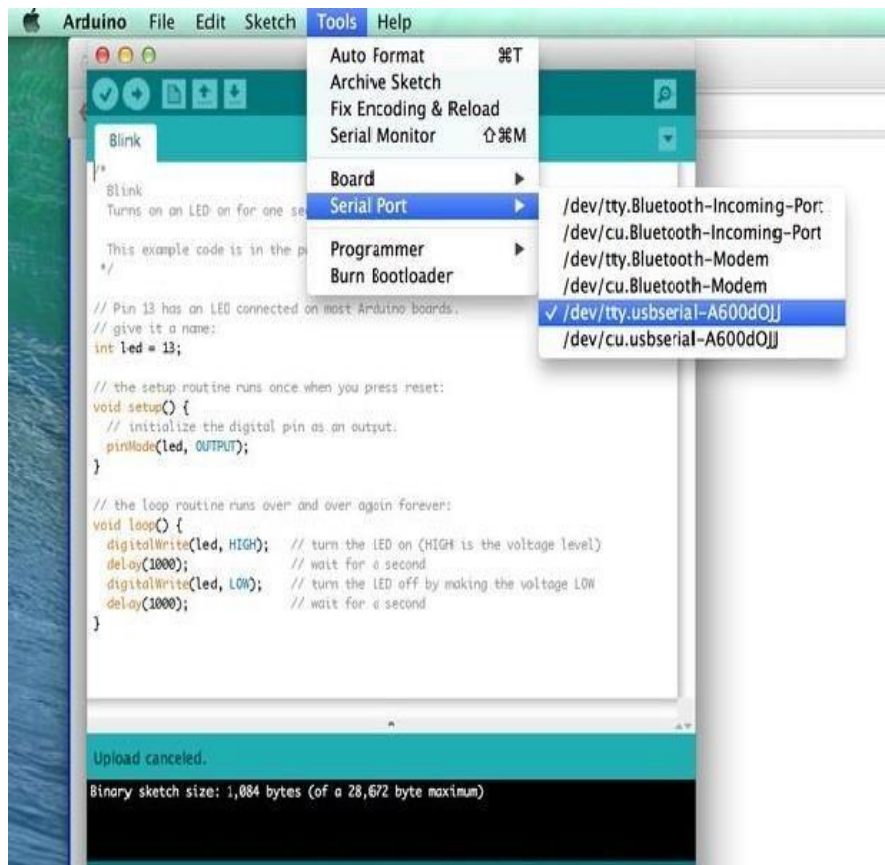 Arduino File Edit Sketch Tools Help
Auto Format ⌘T
Archive Sketch
Fix Encoding & Reload
Serial Monitor ⇧⌘M
Board
Serial Port
Programmer
Burn Bootloader
/dev/tty.Bluetooth-Incoming-Port
/dev/cu.Bluetooth-Incoming-Port
/dev/tty.Bluetooth-Modem
/dev/cu.Bluetooth-Modem
✓ /dev/tty.usbserial-A600dOJJ
/dev/cu.usbserial-A600dOJJ
Blink
/*
Blink
Turns on an LED on for one
This example code is in the
*/
// Pin 13 has an LED connected on most Arduino boards.
// give it a name:
int led = 13;
// the setup routine runs once when you press reset:
void setup() {
// initialize the digital pin as an output.
pinMode(led, OUTPUT);
}
// the loop routine runs over and over again forever:
void loop() {
digitalWrite(led, HIGH); // turn the LED on (HIGH is the voltage level)
delay(1000); // wait for a second
digitalWrite(led, LOW); // turn the LED off by making the voltage LOW
delay(1000); // wait for a second
}
Upload canceled.
Binary sketch size: 1,084 bytes (of a 28,672 byte maximum)